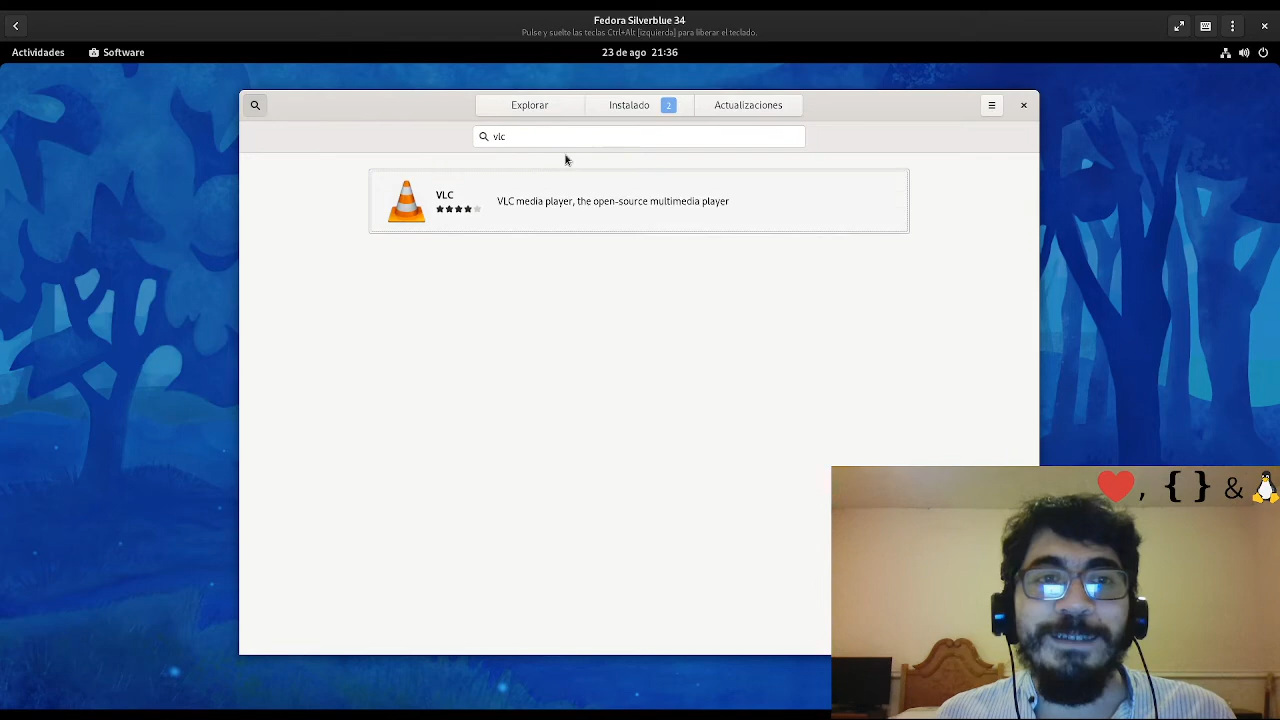 Fedora Silverblue 34
Pulse y suelte las teclas Ctrl+Alt [izquierda] para liberar el teclado.
Actividades Software 23 de ago 21:36
Explorar Instalado 2 Actualizaciones
vlc
VLC
VLC media player, the open-source multimedia player
, { } &